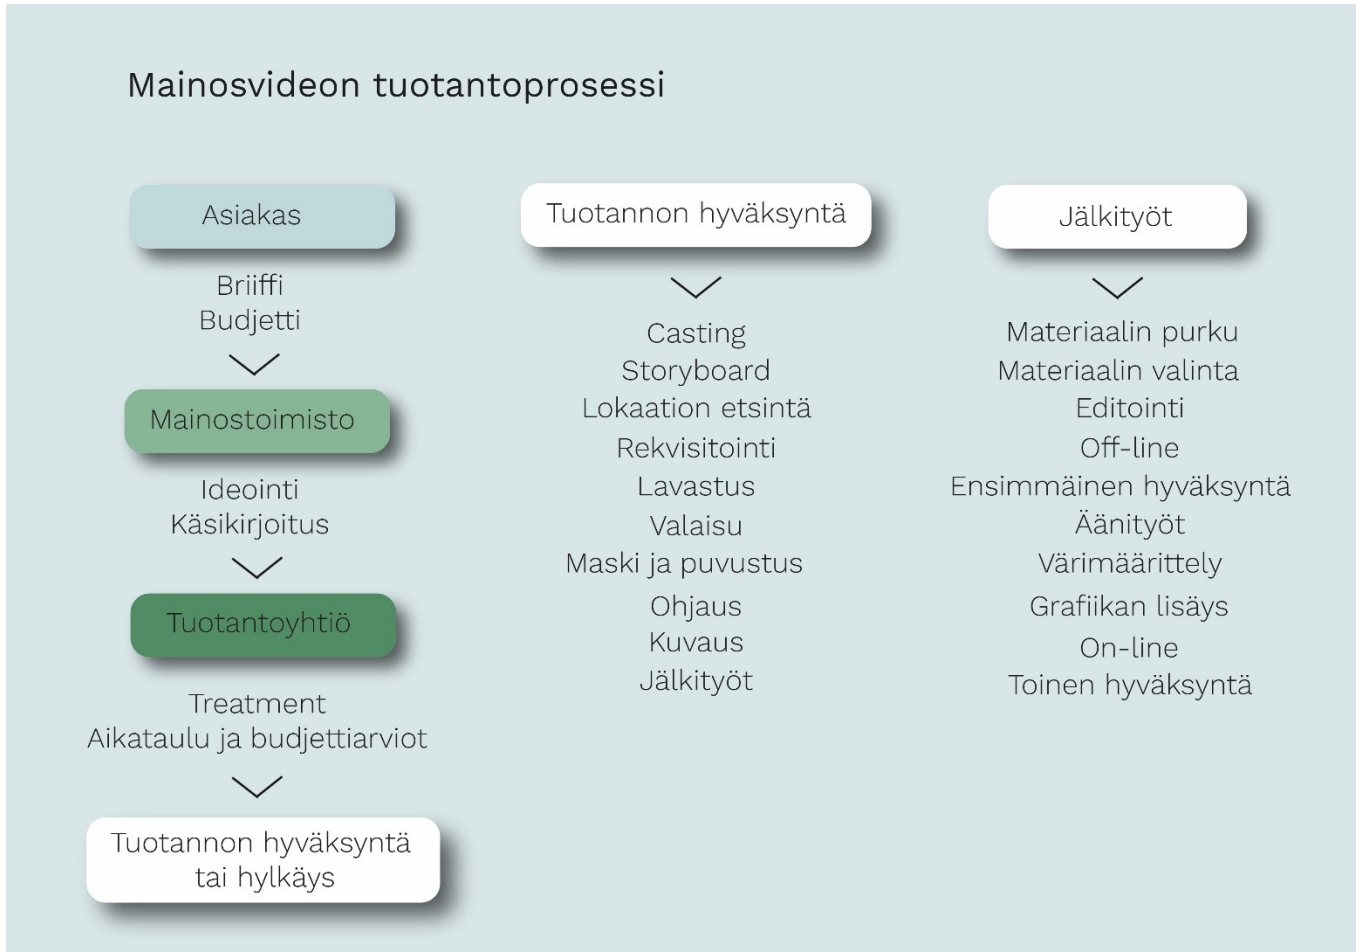 Mainosvideon tuotantoprosessi
Asiakas
Briiffi
Budjetti
Mainostoimisto
Ideointi
Käsikirjoitus
Tuotantoyhtiö
Treatment
Aikataulu ja budjettiarviot
Tuotannon hyväksyntä
tai hylkäys
Tuotannon hyväksyntä
Casting
Storyboard
Lokaation etsintä
Rekvisitointi
Lavastus
Valaisu
Maski ja puvustus
Ohjaus
Kuvaus
Jälkityöt
Jälkityöt
Materiaalin purku
Materiaalin valinta
Editointi
Off-line
Ensimmäinen hyväksyntä
Äänityöt
Värimäärittely
Grafiikan lisäys
On-line
Toinen hyväksyntä